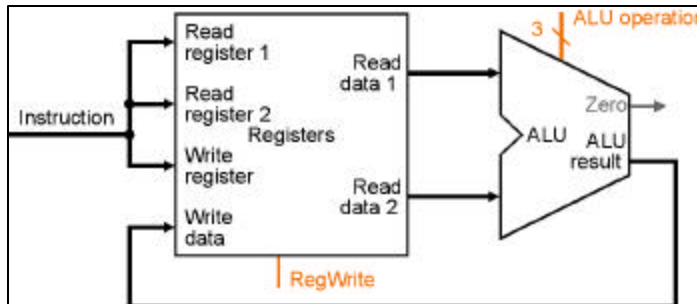 ALU operation
3
Read
register 1
Read
data 1
Read
register 2
Instruction
Registers
Zero
ALU
ALU
result
Write
register
Read
data 2
Write
data
RegWrite